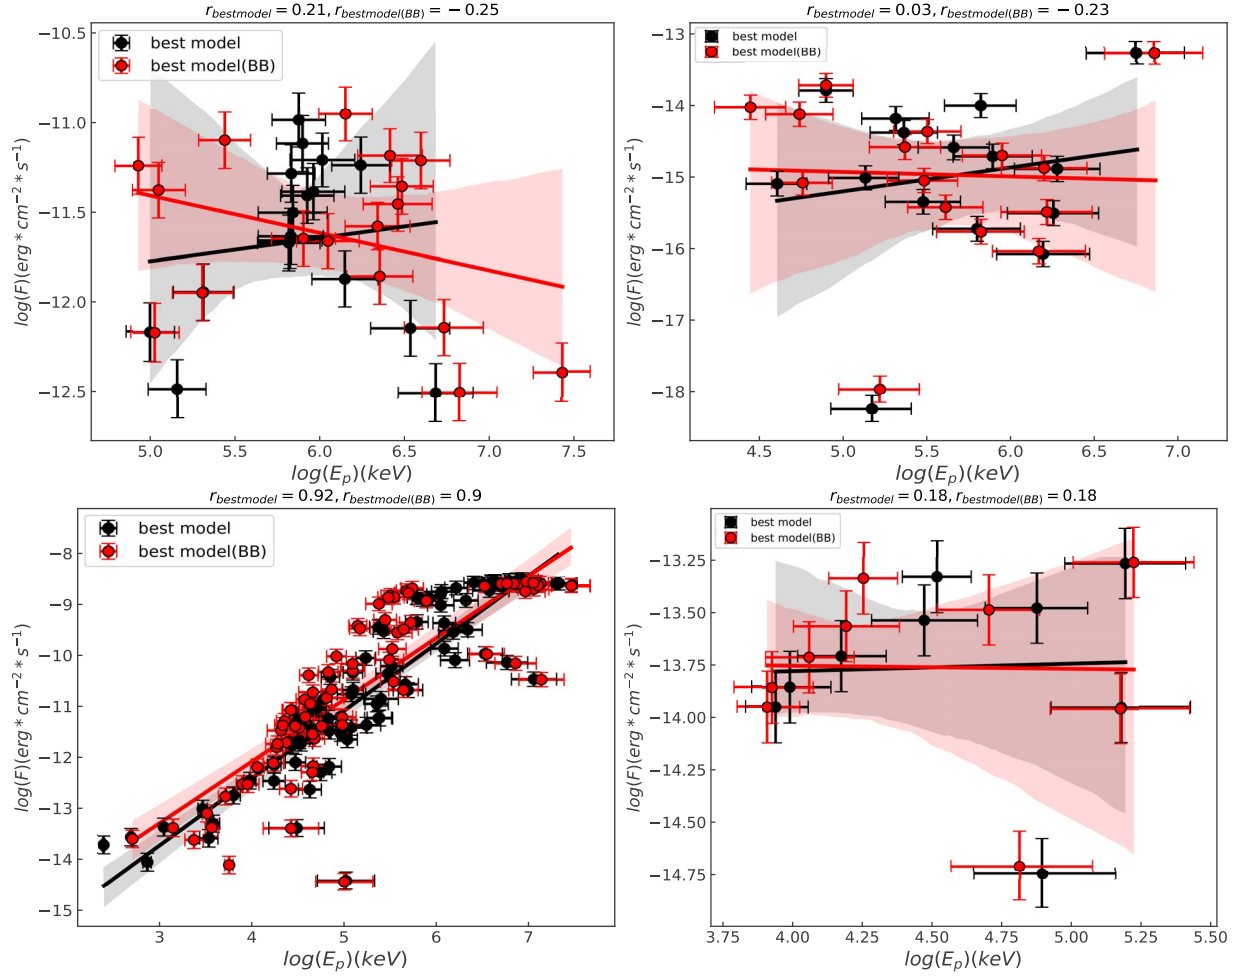 r_bestmodel = 0.21, r_bestmodel(BB) = −0.25
best model
best model(BB)
−10.5
−11.0
−11.5
−12.0
−12.5
log(F)(erg * cm^−2 * s^−1)
5.0 5.5 6.0 6.5 7.0 7.5
log(E_p)(keV)
r_bestmodel = 0.03, r_bestmodel(BB) = −0.23
best model
best model(BB)
−13
−14
−15
−16
−17
−18
log(F)(erg * cm^−2 * s^−1)
4.5 5.0 5.5 6.0 6.5 7.0
log(E_p)(keV)
r_bestmodel = 0.92, r_bestmodel(BB) = 0.9
best model
best model(BB)
−8
−9
−10
−11
−12
−13
−14
−15
log(F)(erg * cm^−2 * s^−1)
3 4 5 6 7
log(E_p)(keV)
r_bestmodel = 0.18, r_bestmodel(BB) = 0.18
best model
best model(BB)
−13.25
−13.50
−13.75
−14.00
−14.25
−14.50
−14.75
log(F)(erg * cm^−2 * s^−1)
3.75 4.00 4.25 4.50 4.75 5.00 5.25 5.50
log(E_p)(keV)